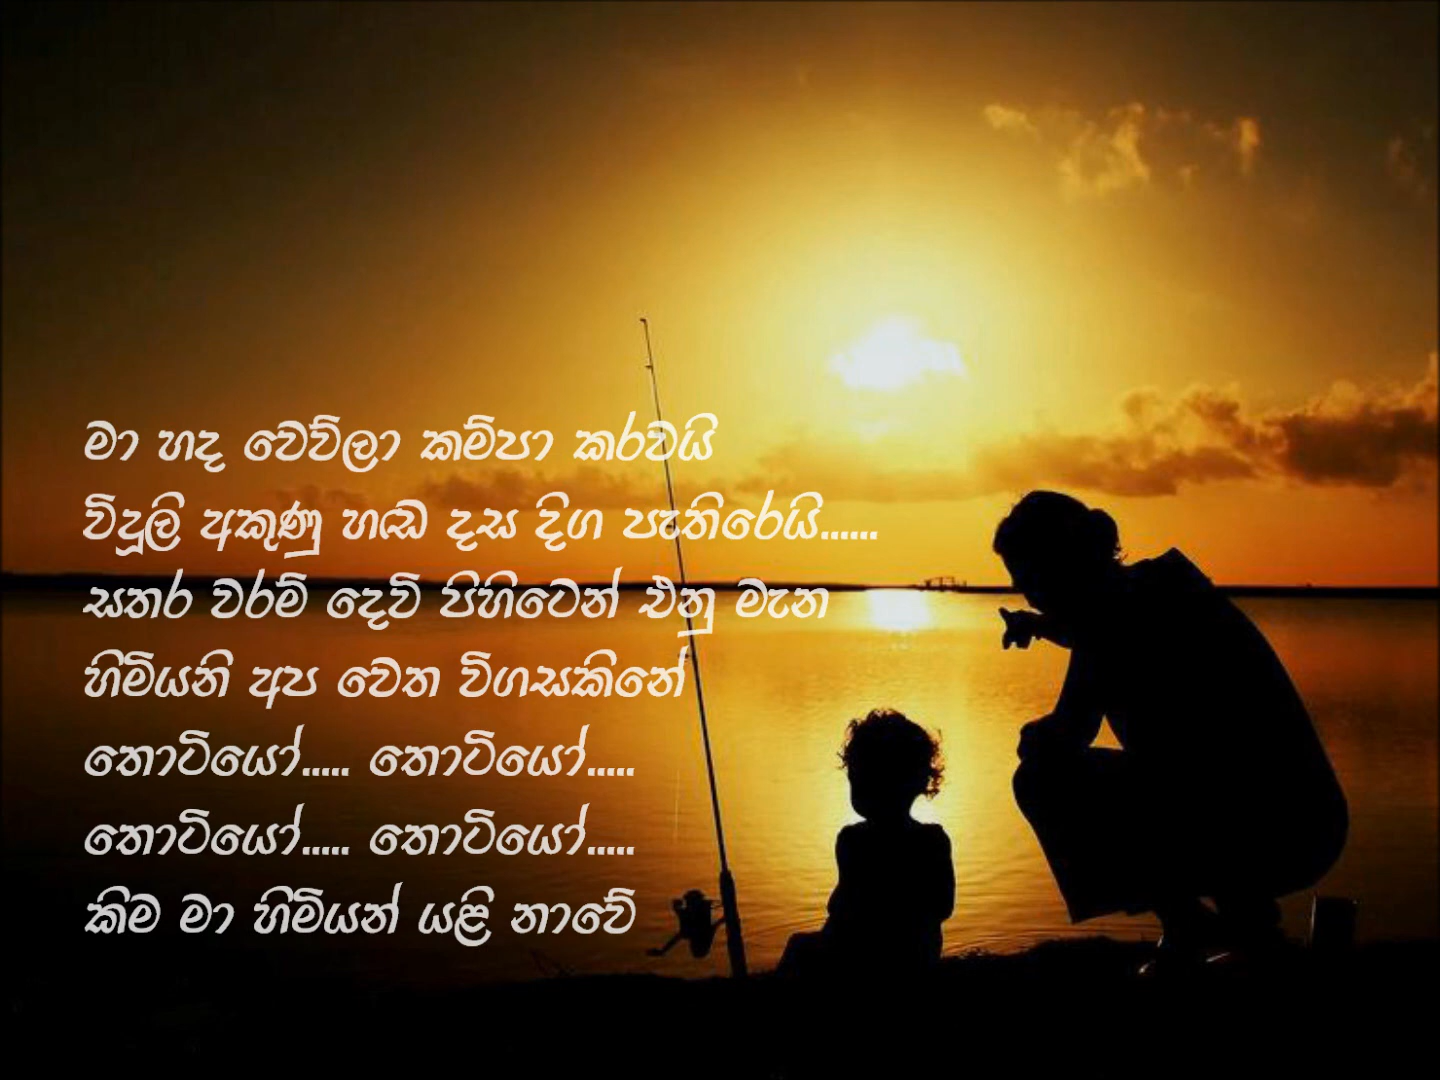 මා හද වෙව්ලා කම්පා කරවයි
විදූලි අකුණු හඬ දස දිග පැතිරෙයි......
සතර වරම් දෙවි පිහිටෙන් එනු මැන
හිමියනි අප වෙත විගසකිනේ
තොටියෝ..... තොටියෝ.....
තොටියෝ..... තොටියෝ.....
කිම මා හිමියන් යළි නාවේ